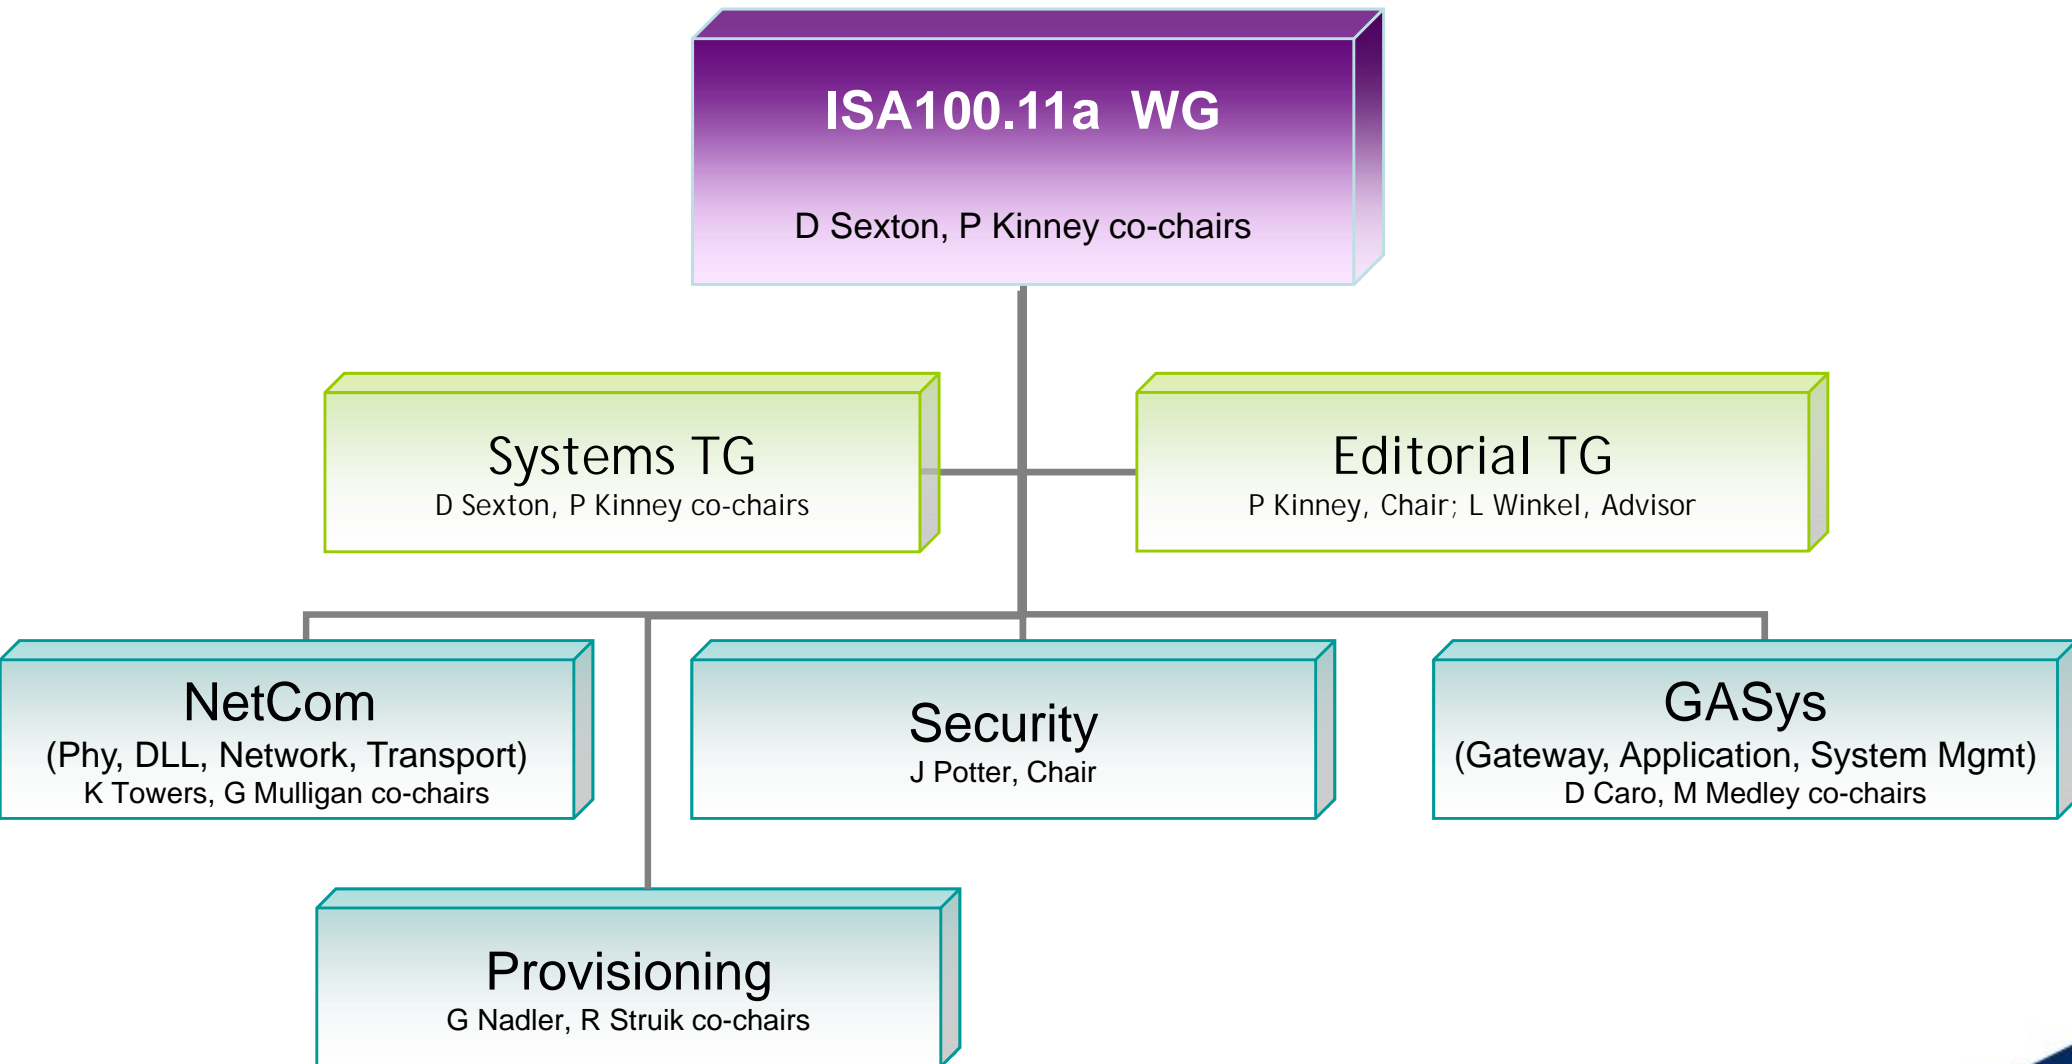 ISA100.11a WG
D Sexton, P Kinney co-chairs
Systems TG
D Sexton, P Kinney co-chairs
Editorial TG
P Kinney, Chair; L Winkel, Advisor
NetCom
(Phy, DLL, Network, Transport)
K Towers, G Mulligan co-chairs
Security
J Potter, Chair
GASys
(Gateway, Application, System Mgmt)
D Caro, M Medley co-chairs
Provisioning
G Nadler, R Struik co-chairs